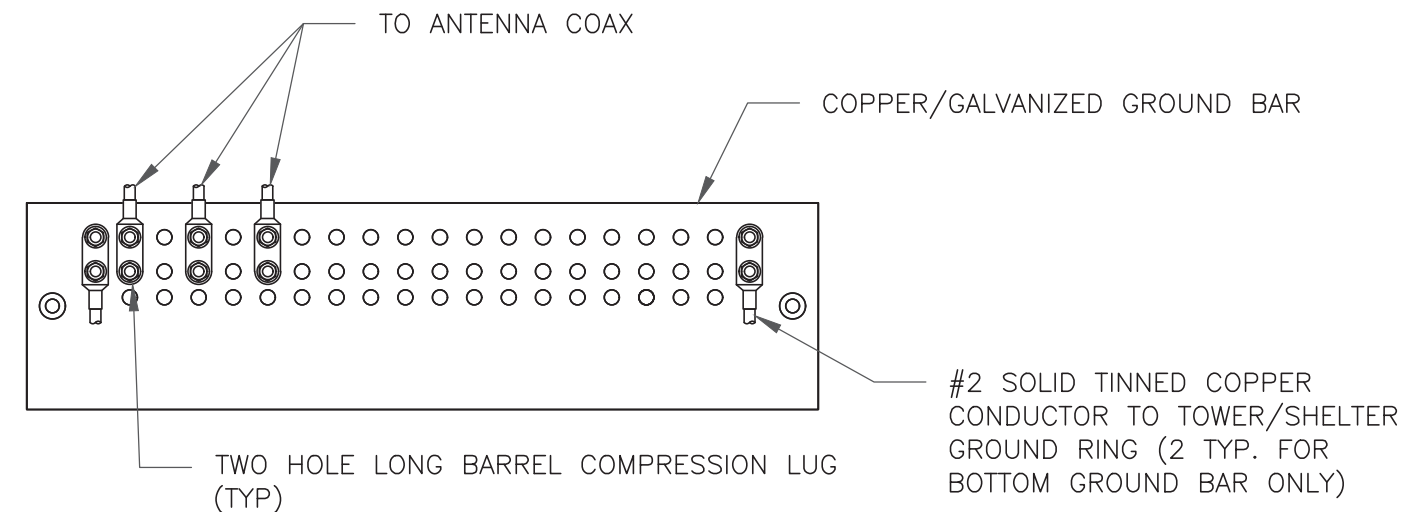 TO ANTENNA COAX
COPPER/GALVANIZED GROUND BAR
#2 SOLID TINNED COPPER
CONDUCTOR TO TOWER/SHELTER
GROUND RING (2 TYP. FOR
BOTTOM GROUND BAR ONLY)
TWO HOLE LONG BARREL COMPRESSION LUG
(TYP)